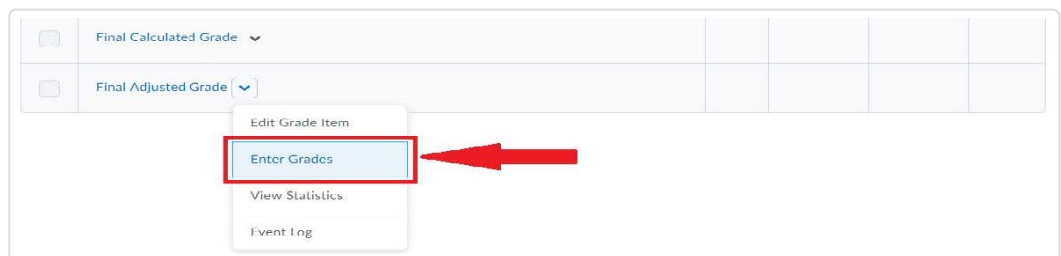 Final Calculated Grade
Final Adjusted Grade
Edit Grade Item
Enter Grades
View Statistics
Event Log